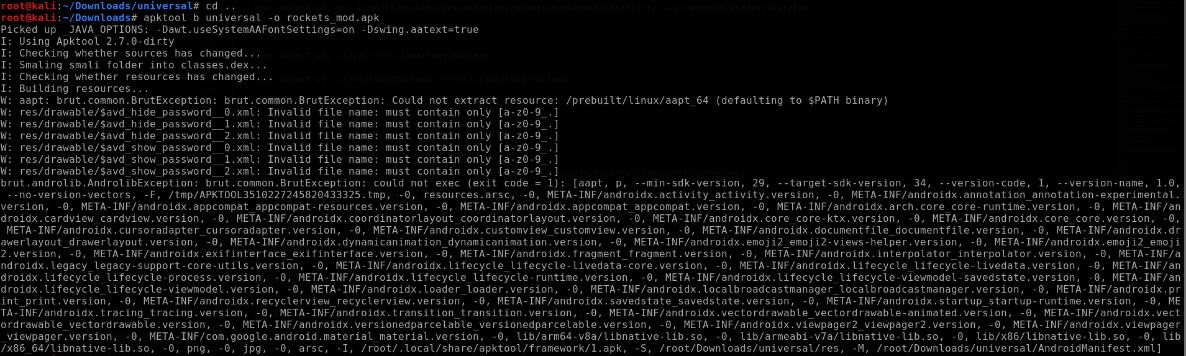 root@kali:~/Downloads/universal# cd ..
root@kali:~/Downloads# apktool b universal -o rockets_mod.apk
Picked up _JAVA_OPTIONS: -Dawt.useSystemAAFontSettings=on -Dswing.aatext=true
I: Using Apktool 2.7.0-dirty
I: Checking whether sources has changed...
I: Smaling smali folder into classes.dex...
I: Checking whether resources has changed...
I: Building resources...
W: aapt: brut.common.BrutException: brut.common.BrutException: Could not extract resource: /prebuilt/linux/aapt_64 (defaulting to $PATH binary)
W: res/drawable/$avd_hide_password__0.xml: Invalid file name: must contain only [a-z0-9_.]
W: res/drawable/$avd_hide_password__1.xml: Invalid file name: must contain only [a-z0-9_.]
W: res/drawable/$avd_hide_password__2.xml: Invalid file name: must contain only [a-z0-9_.]
W: res/drawable/$avd_show_password__0.xml: Invalid file name: must contain only [a-z0-9_.]
W: res/drawable/$avd_show_password__1.xml: Invalid file name: must contain only [a-z0-9_.]
W: res/drawable/$avd_show_password__2.xml: Invalid file name: must contain only [a-z0-9_.]
brut.androlib.AndrolibException: brut.common.BrutException: could not exec (exit code = 1): [aapt, p, --min-sdk-version, 29, --target-sdk-version, 34, --version-code, 1, --version-name, 1.0,
 --no-version-vectors, -F, /tmp/APKTOOL3510227245820433325.tmp, -0, resources.arsc, -0, META-INF/androidx.activity_activity.version, -0, META-INF/androidx.annotation_annotation-experimental.
version, -0, META-INF/androidx.appcompat_appcompat-resources.version, -0, META-INF/androidx.appcompat_appcompat.version, -0, META-INF/androidx.arch.core_core-runtime.version, -0, META-INF/an
droidx.cardview_cardview.version, -0, META-INF/androidx.coordinatorlayout_coordinatorlayout.version, -0, META-INF/androidx.core_core-ktx.version, -0, META-INF/androidx.core_core.version, -0,
 META-INF/androidx.cursoradapter_cursoradapter.version, -0, META-INF/androidx.customview_customview.version, -0, META-INF/androidx.documentfile_documentfile.version, -0, META-INF/androidx.dr
awerlayout_drawerlayout.version, -0, META-INF/androidx.dynamicanimation_dynamicanimation.version, -0, META-INF/androidx.emoji2_emoji2-views-helper.version, -0, META-INF/androidx.emoji2_emoji
2.version, -0, META-INF/androidx.exifinterface_exifinterface.version, -0, META-INF/androidx.fragment_fragment.version, -0, META-INF/androidx.interpolator_interpolator.version, -0, META-INF/a
ndroidx.legacy_legacy-support-core-utils.version, -0, META-INF/androidx.lifecycle_lifecycle-livedata-core.version, -0, META-INF/androidx.lifecycle_lifecycle-livedata.version, -0, META-INF/an
droidx.lifecycle_lifecycle-process.version, -0, META-INF/androidx.lifecycle_lifecycle-runtime.version, -0, META-INF/androidx.lifecycle_lifecycle-viewmodel-savedstate.version, -0, META-INF/an
droidx.lifecycle_lifecycle-viewmodel.version, -0, META-INF/androidx.loader_loader.version, -0, META-INF/androidx.localbroadcastmanager_localbroadcastmanager.version, -0, META-INF/androidx.pr
int_print.version, -0, META-INF/androidx.recyclerview_recyclerview.version, -0, META-INF/androidx.savedstate_savedstate.version, -0, META-INF/androidx.startup_startup-runtime.version, -0, ME
TA-INF/androidx.tracing_tracing.version, -0, META-INF/androidx.transition_transition.version, -0, META-INF/androidx.vectordrawable_vectordrawable-animated.version, -0, META-INF/androidx.vect
ordrawable_vectordrawable.version, -0, META-INF/androidx.versionedparcelable_versionedparcelable.version, -0, META-INF/androidx.viewpager2_viewpager2.version, -0, META-INF/androidx.viewpager
_viewpager.version, -0, META-INF/com.google.android.material_material.version, -0, lib/arm64-v8a/libnative-lib.so, -0, lib/armeabi-v7a/libnative-lib.so, -0, lib/x86/libnative-lib.so, -0, lib
/x86_64/libnative-lib.so, -0, png, -0, jpg, -0, arsc, -I, /root/.local/share/apktool/framework/1.apk, -S, /root/Downloads/universal/res, -M, /root/Downloads/universal/AndroidManifest.xml]